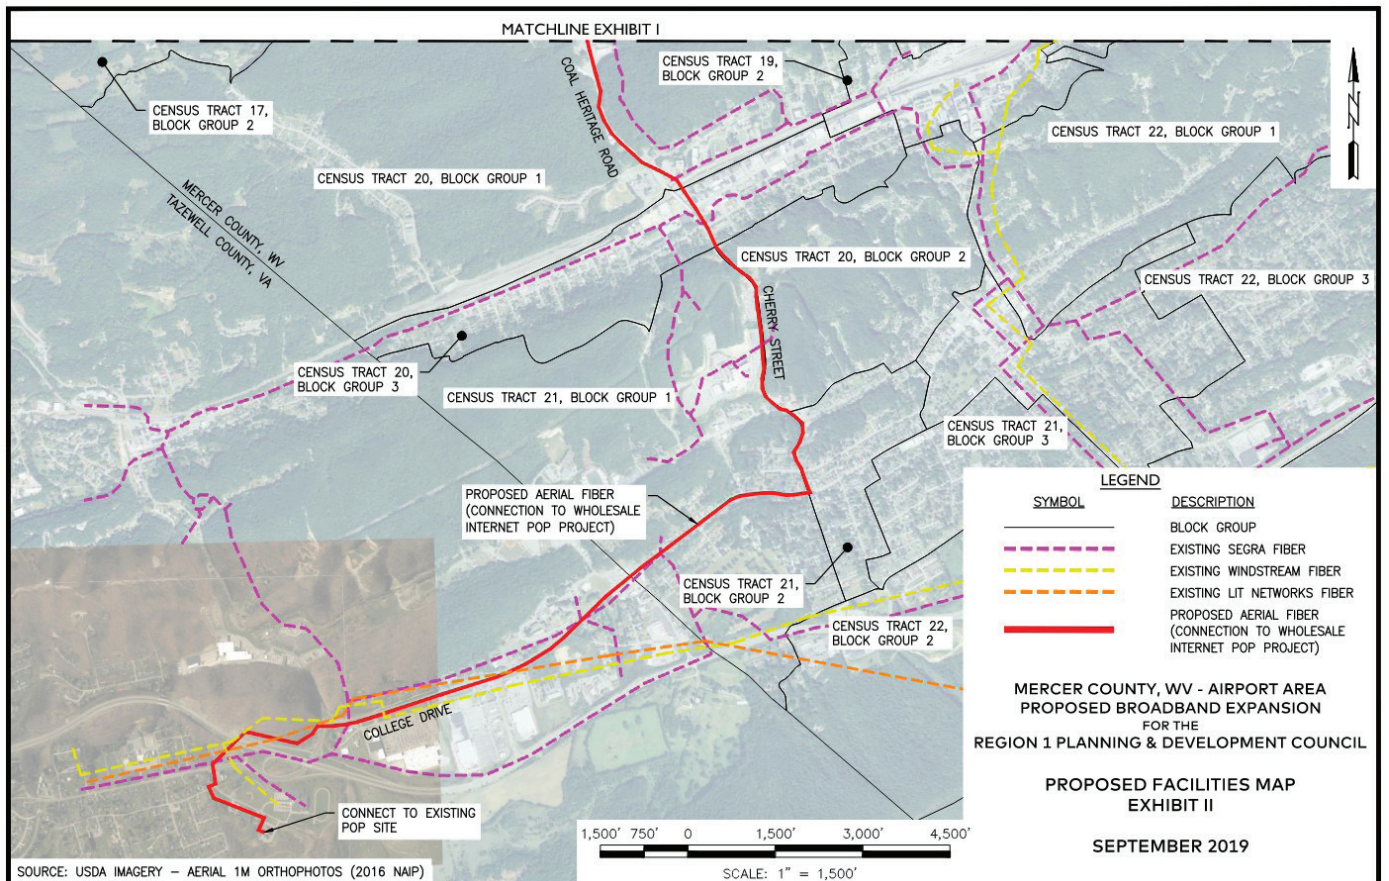 MATCHLINE EXHIBIT I
COAL HERITAGE ROAD
CENSUS TRACT 19,
BLOCK GROUP 2
CENSUS TRACT 17,
BLOCK GROUP 2
CENSUS TRACT 22, BLOCK GROUP 1
N
CENSUS TRACT 20, BLOCK GROUP 1
MERCER COUNTY, WV
TAZEWELL COUNTY, VA
CENSUS TRACT 20, BLOCK GROUP 2
CENSUS TRACT 22, BLOCK GROUP 3
CHERRY STREET
CENSUS TRACT 20,
BLOCK GROUP 3
CENSUS TRACT 21, BLOCK GROUP 1
CENSUS TRACT 21,
BLOCK GROUP 3
PROPOSED AERIAL FIBER
(CONNECTION TO WHOLESALE
INTERNET POP PROJECT)
CENSUS TRACT 21,
BLOCK GROUP 2
CENSUS TRACT 22,
BLOCK GROUP 2
COLLEGE DRIVE
CONNECT TO EXISTING
POP SITE
LEGEND
SYMBOL DESCRIPTION
BLOCK GROUP
EXISTING SEGRA FIBER
EXISTING WINDSTREAM FIBER
EXISTING LIT NETWORKS FIBER
PROPOSED AERIAL FIBER
(CONNECTION TO WHOLESALE
INTERNET POP PROJECT)
MERCER COUNTY, WV - AIRPORT AREA
PROPOSED BROADBAND EXPANSION
FOR THE
REGION 1 PLANNING & DEVELOPMENT COUNCIL
PROPOSED FACILITIES MAP
EXHIBIT II
SEPTEMBER 2019
1,500' 750' 0 1,500' 3,000' 4,500'
SCALE: 1" = 1,500'
SOURCE: USDA IMAGERY – AERIAL 1M ORTHOPHOTOS (2016 NAIP)